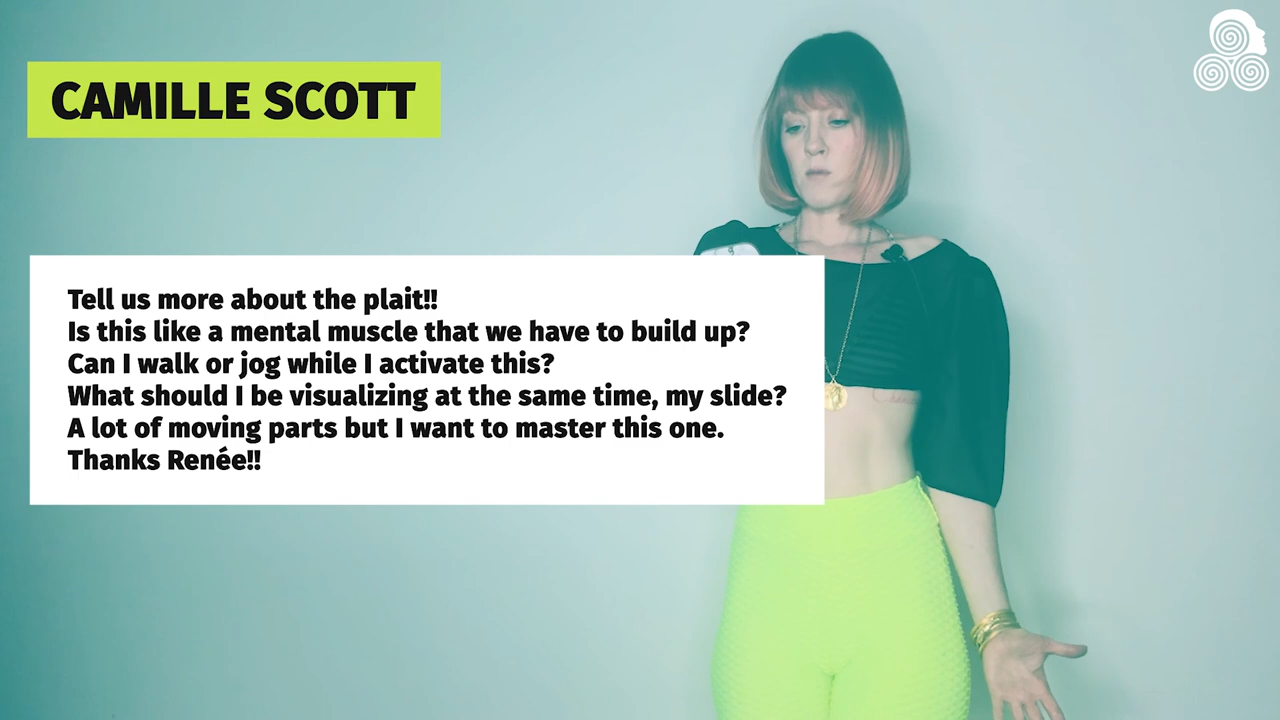 CAMILLE SCOTT
Tell us more about the plait!!
Is this like a mental muscle that we have to build up?
Can I walk or jog while I activate this?
What should I be visualizing at the same time, my slide?
A lot of moving parts but I want to master this one.
Thanks Renée!!